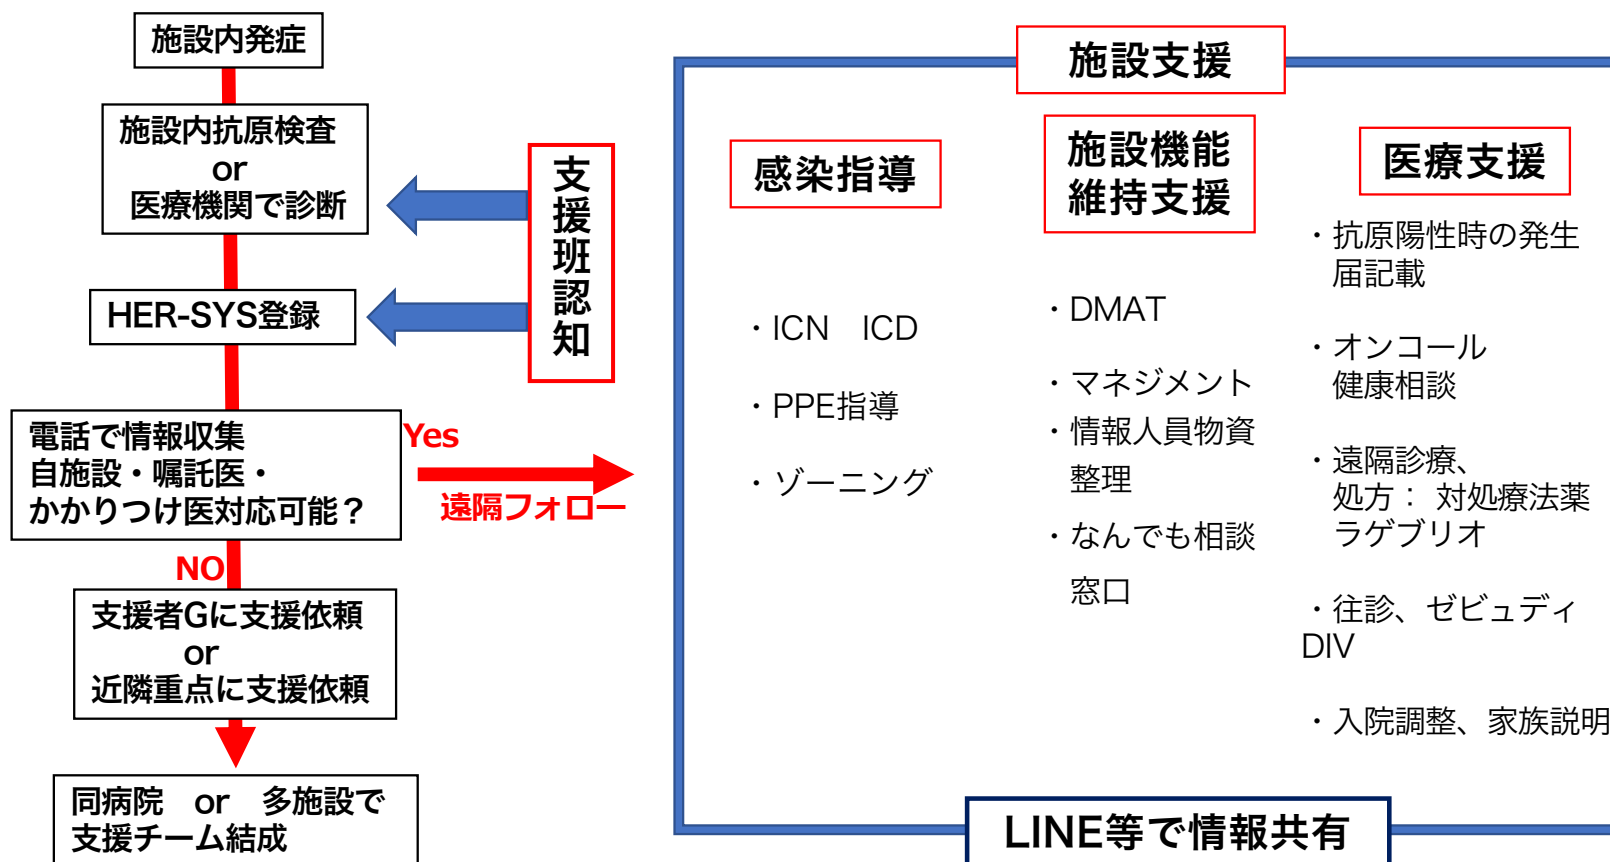 施設内発症
施設内抗原検査
or
医療機関で診断
HER-SYS登録
電話で情報収集
自施設・嘱託医・
かかりつけ医対応可能？
NO
支援者Gに支援依頼
or
近隣重点に支援依頼
同病院　or　多施設で
支援チーム結成
支援班認知
Yes
遠隔フォロー
施設支援
感染指導
・ICN　ICD
・PPE指導
・ゾーニング
施設機能
維持支援
・DMAT
・マネジメント
・情報人員物資
整理
・なんでも相談
窓口
医療支援
・抗原陽性時の発生
届記載
・オンコール
健康相談
・遠隔診療、
処方： 対処療法薬
ラゲブリオ
・往診、ゼビュディ
DIV
・入院調整、家族説明
LINE等で情報共有